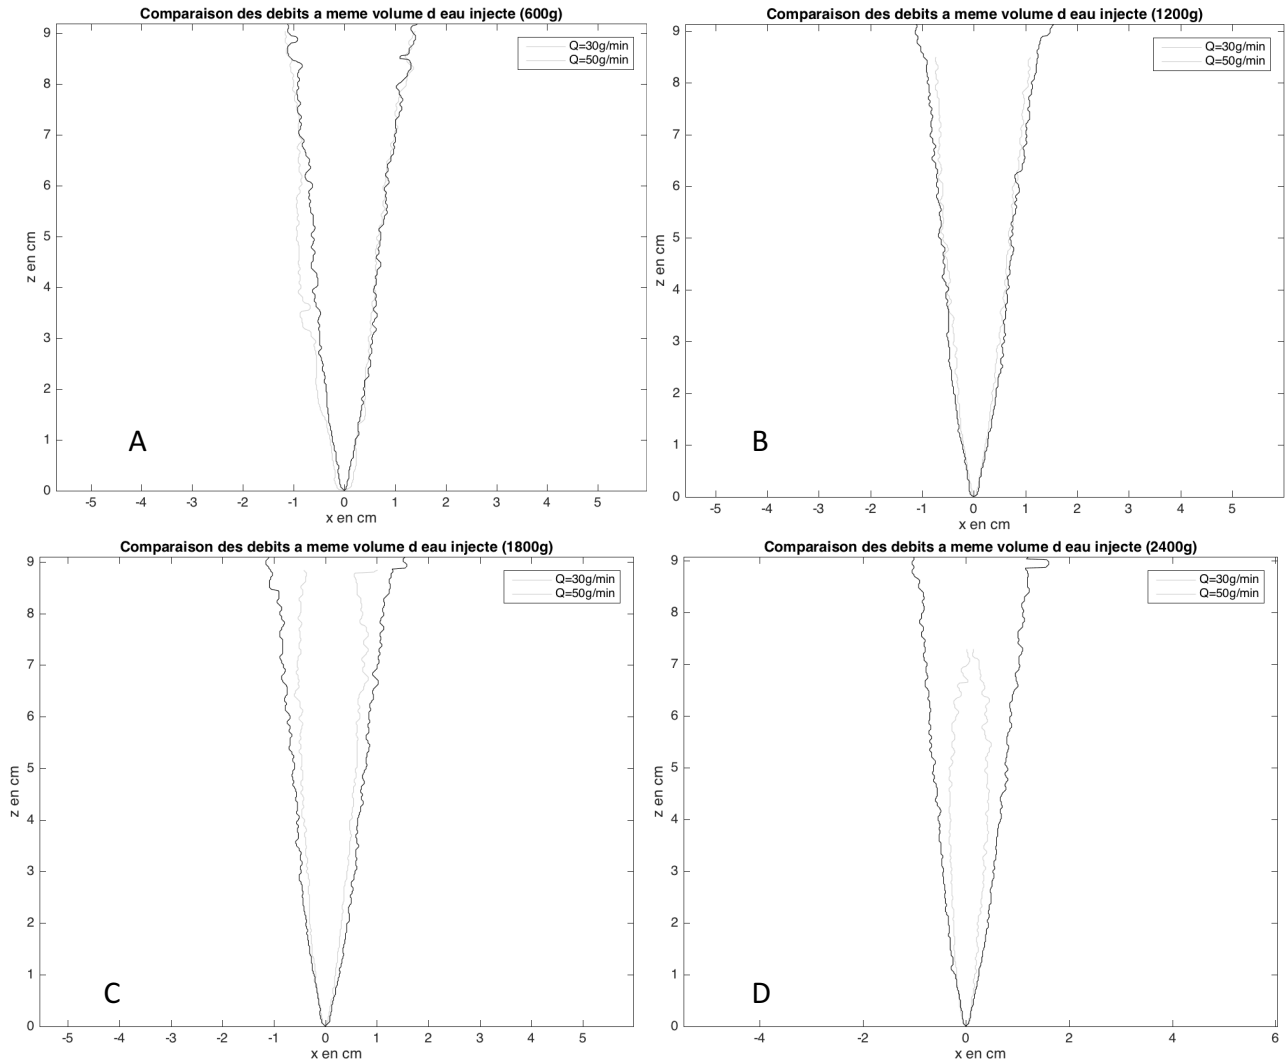 Comparaison des debits a meme volume d eau injecte (600g)
9
8
7
6
5
4
3
2
1
0
z en cm
Q=30g/min
Q=50g/min
A
-5 -4 -3 -2 -1 0 1 2 3 4 5
x en cm
Comparaison des debits a meme volume d eau injecte (1200g)
9
8
7
6
5
4
3
2
1
0
z en cm
Q=30g/min
Q=50g/min
B
-5 -4 -3 -2 -1 0 1 2 3 4 5
x en cm
Comparaison des debits a meme volume d eau injecte (1800g)
9
8
7
6
5
4
3
2
1
0
z en cm
Q=30g/min
Q=50g/min
C
-5 -4 -3 -2 -1 0 1 2 3 4 5
x en cm
Comparaison des debits a meme volume d eau injecte (2400g)
9
8
7
6
5
4
3
2
1
0
z en cm
Q=30g/min
Q=50g/min
D
-4 -2 0 2 4 6
x en cm